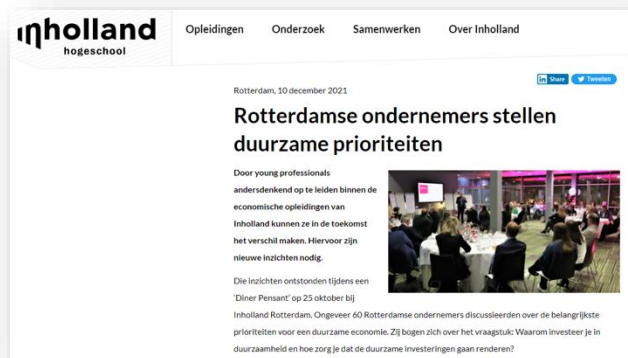 inholland
hogeschool
Opleidingen Onderzoek Samenwerken Over Inholland
Share Tweeten
Rotterdam, 10 december 2021
Rotterdamse ondernemers stellen
duurzame prioriteiten
Door young professionals
andersdenkend op te leiden binnen de
economische opleidingen van
Inholland kunnen ze in de toekomst
het verschil maken. Hiervoor zijn
nieuwe inzichten nodig.
Die inzichten ontstonden tijdens een
'Diner Pensant' op 25 oktober bij
Inholland Rotterdam. Ongeveer 60 Rotterdamse ondernemers discussieerden over de belangrijkste
prioriteiten voor een duurzame economie. Zij bogen zich over het vraagstuk: Waarom investeer je in
duurzaamheid en hoe zorg je dat de duurzame investeringen gaan renderen?